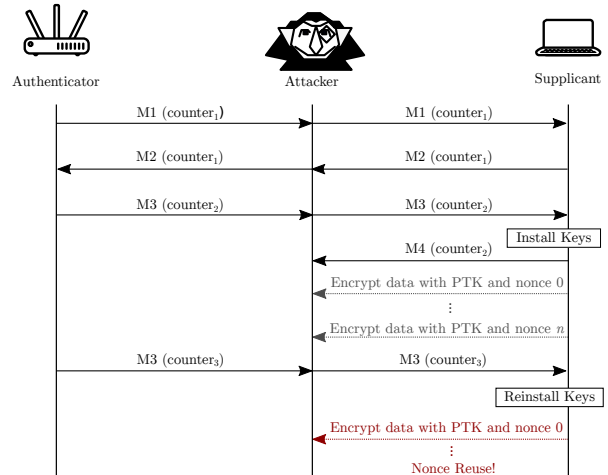 Authenticator Attacker Supplicant
M1 (counter₁) M1 (counter₁)
M2 (counter₁) M2 (counter₁)
M3 (counter₂) M3 (counter₂)
Install Keys
M4 (counter₂)
Encrypt data with PTK and nonce 0
⋮
Encrypt data with PTK and nonce n
M3 (counter₃) M3 (counter₃)
Reinstall Keys
Encrypt data with PTK and nonce 0
⋮
Nonce Reuse!